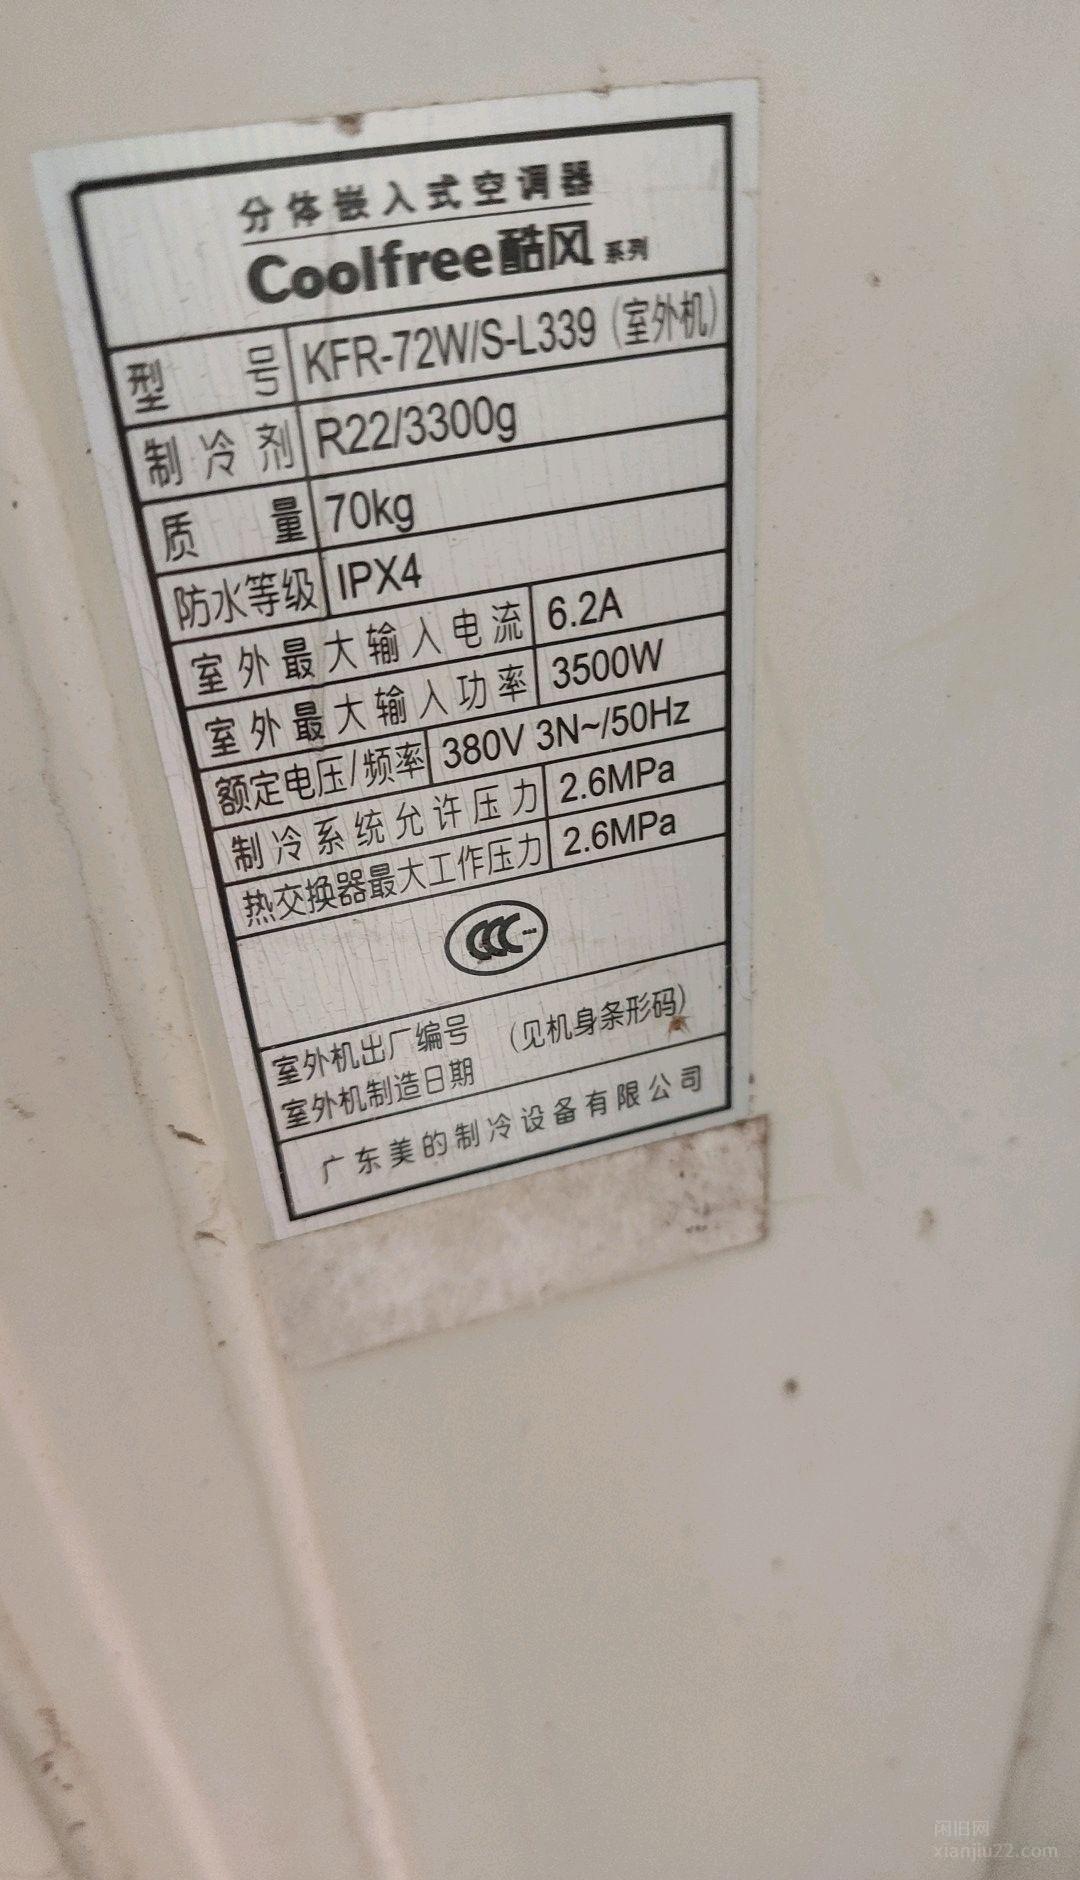 分体嵌入式空调器
Coolfree酷风系列
型号 KFR-72W/S-L339（室外机）
制冷剂 R22/3300g
质量 70kg
防水等级 IPX4
室外最大输入电流 6.2A
室外最大输入功率 3500W
额定电压/频率 380V 3N~/50Hz
制冷系统允许压力 2.6MPa
热交换器最大工作压力 2.6MPa
CCC
室外机出厂编号 （见机身条形码）
室外机制造日期
广东美的制冷设备有限公司
闲旧网
xianjiu22.com